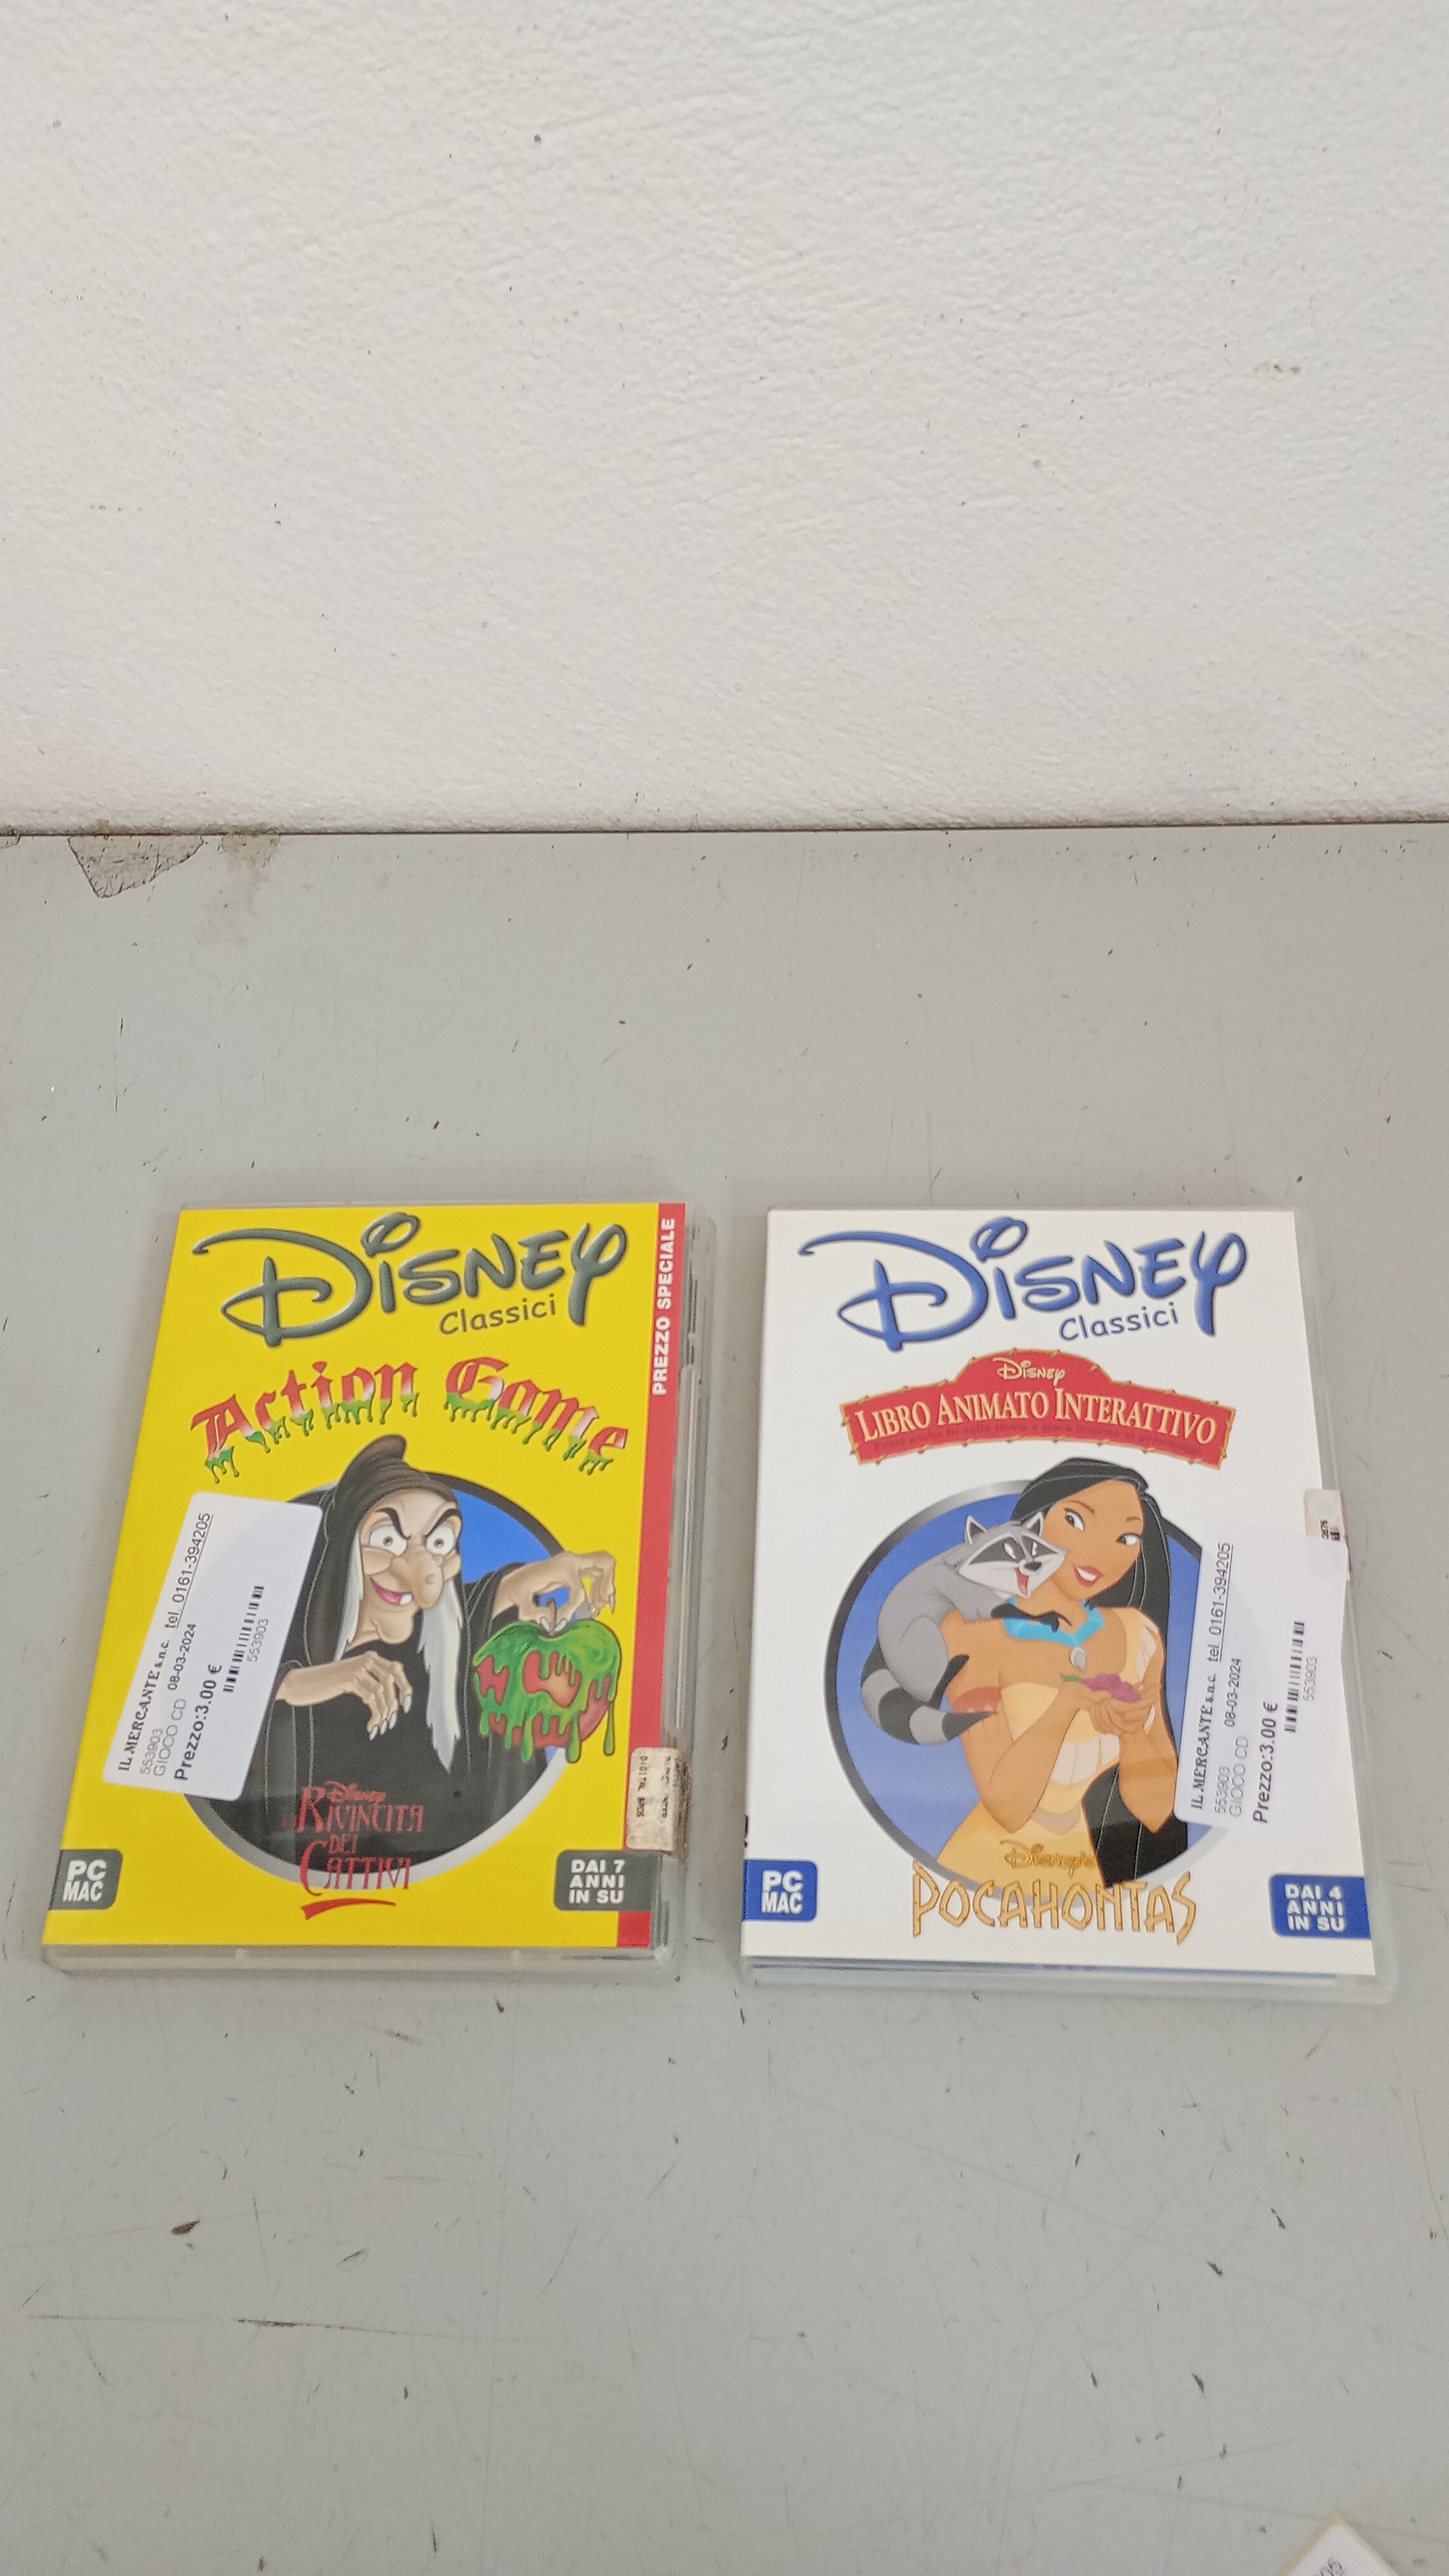 DISNEY
Classici
PREZZO SPECIALE
Action Game
IL MERCANTE s.n.c. tel. 0161-394205
553903
GIOCO CD 08-03-2024
Prezzo:3.00 €
553903
Disney
RIVINCITA
DEI
CATTIVI
PC
MAC
DAI 7
ANNI
IN SU
DISNEY
Classici
DISNEY
LIBRO ANIMATO INTERATTIVO
IL MERCANTE s.n.c. tel. 0161-394205
553903
GIOCO CD 08-03-2024
Prezzo:3.00 €
553903
Disney's
POCAHONTAS
PC
MAC
DAI 4
ANNI
IN SU